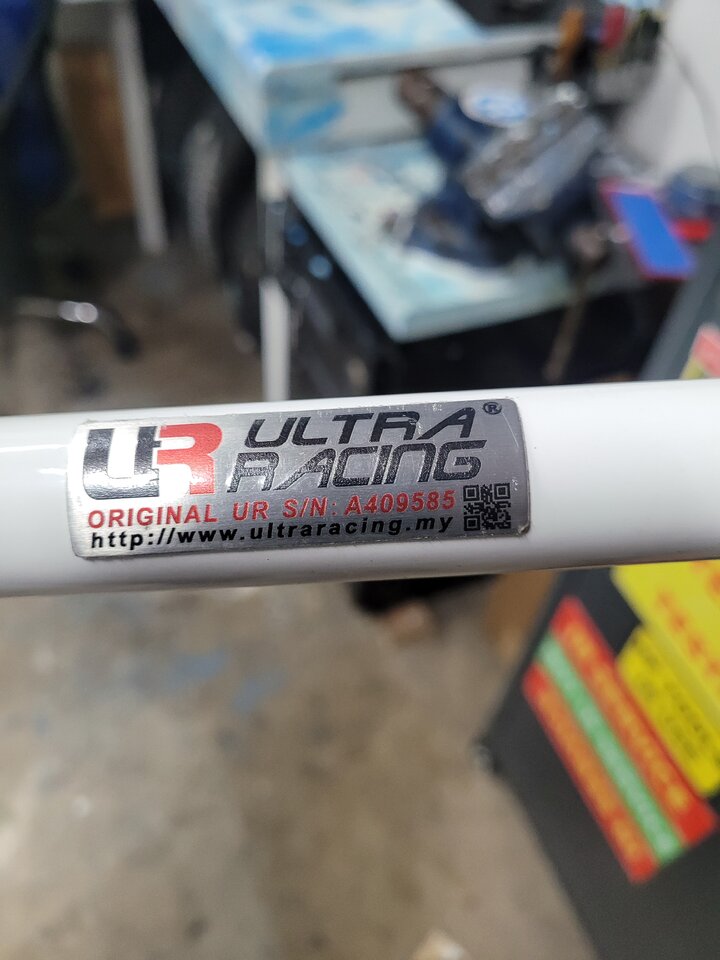 UR ULTRA RACING®
ORIGINAL UR S/N: A409585
http://www.ultraracing.my